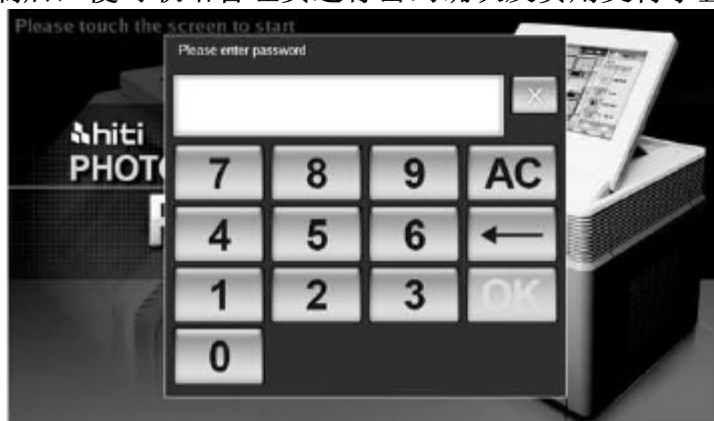 Please touch the screen to start
Please enter password
hiti
PHOTO
7 8 9 AC
4 5 6 ←
1 2 3 OK
0